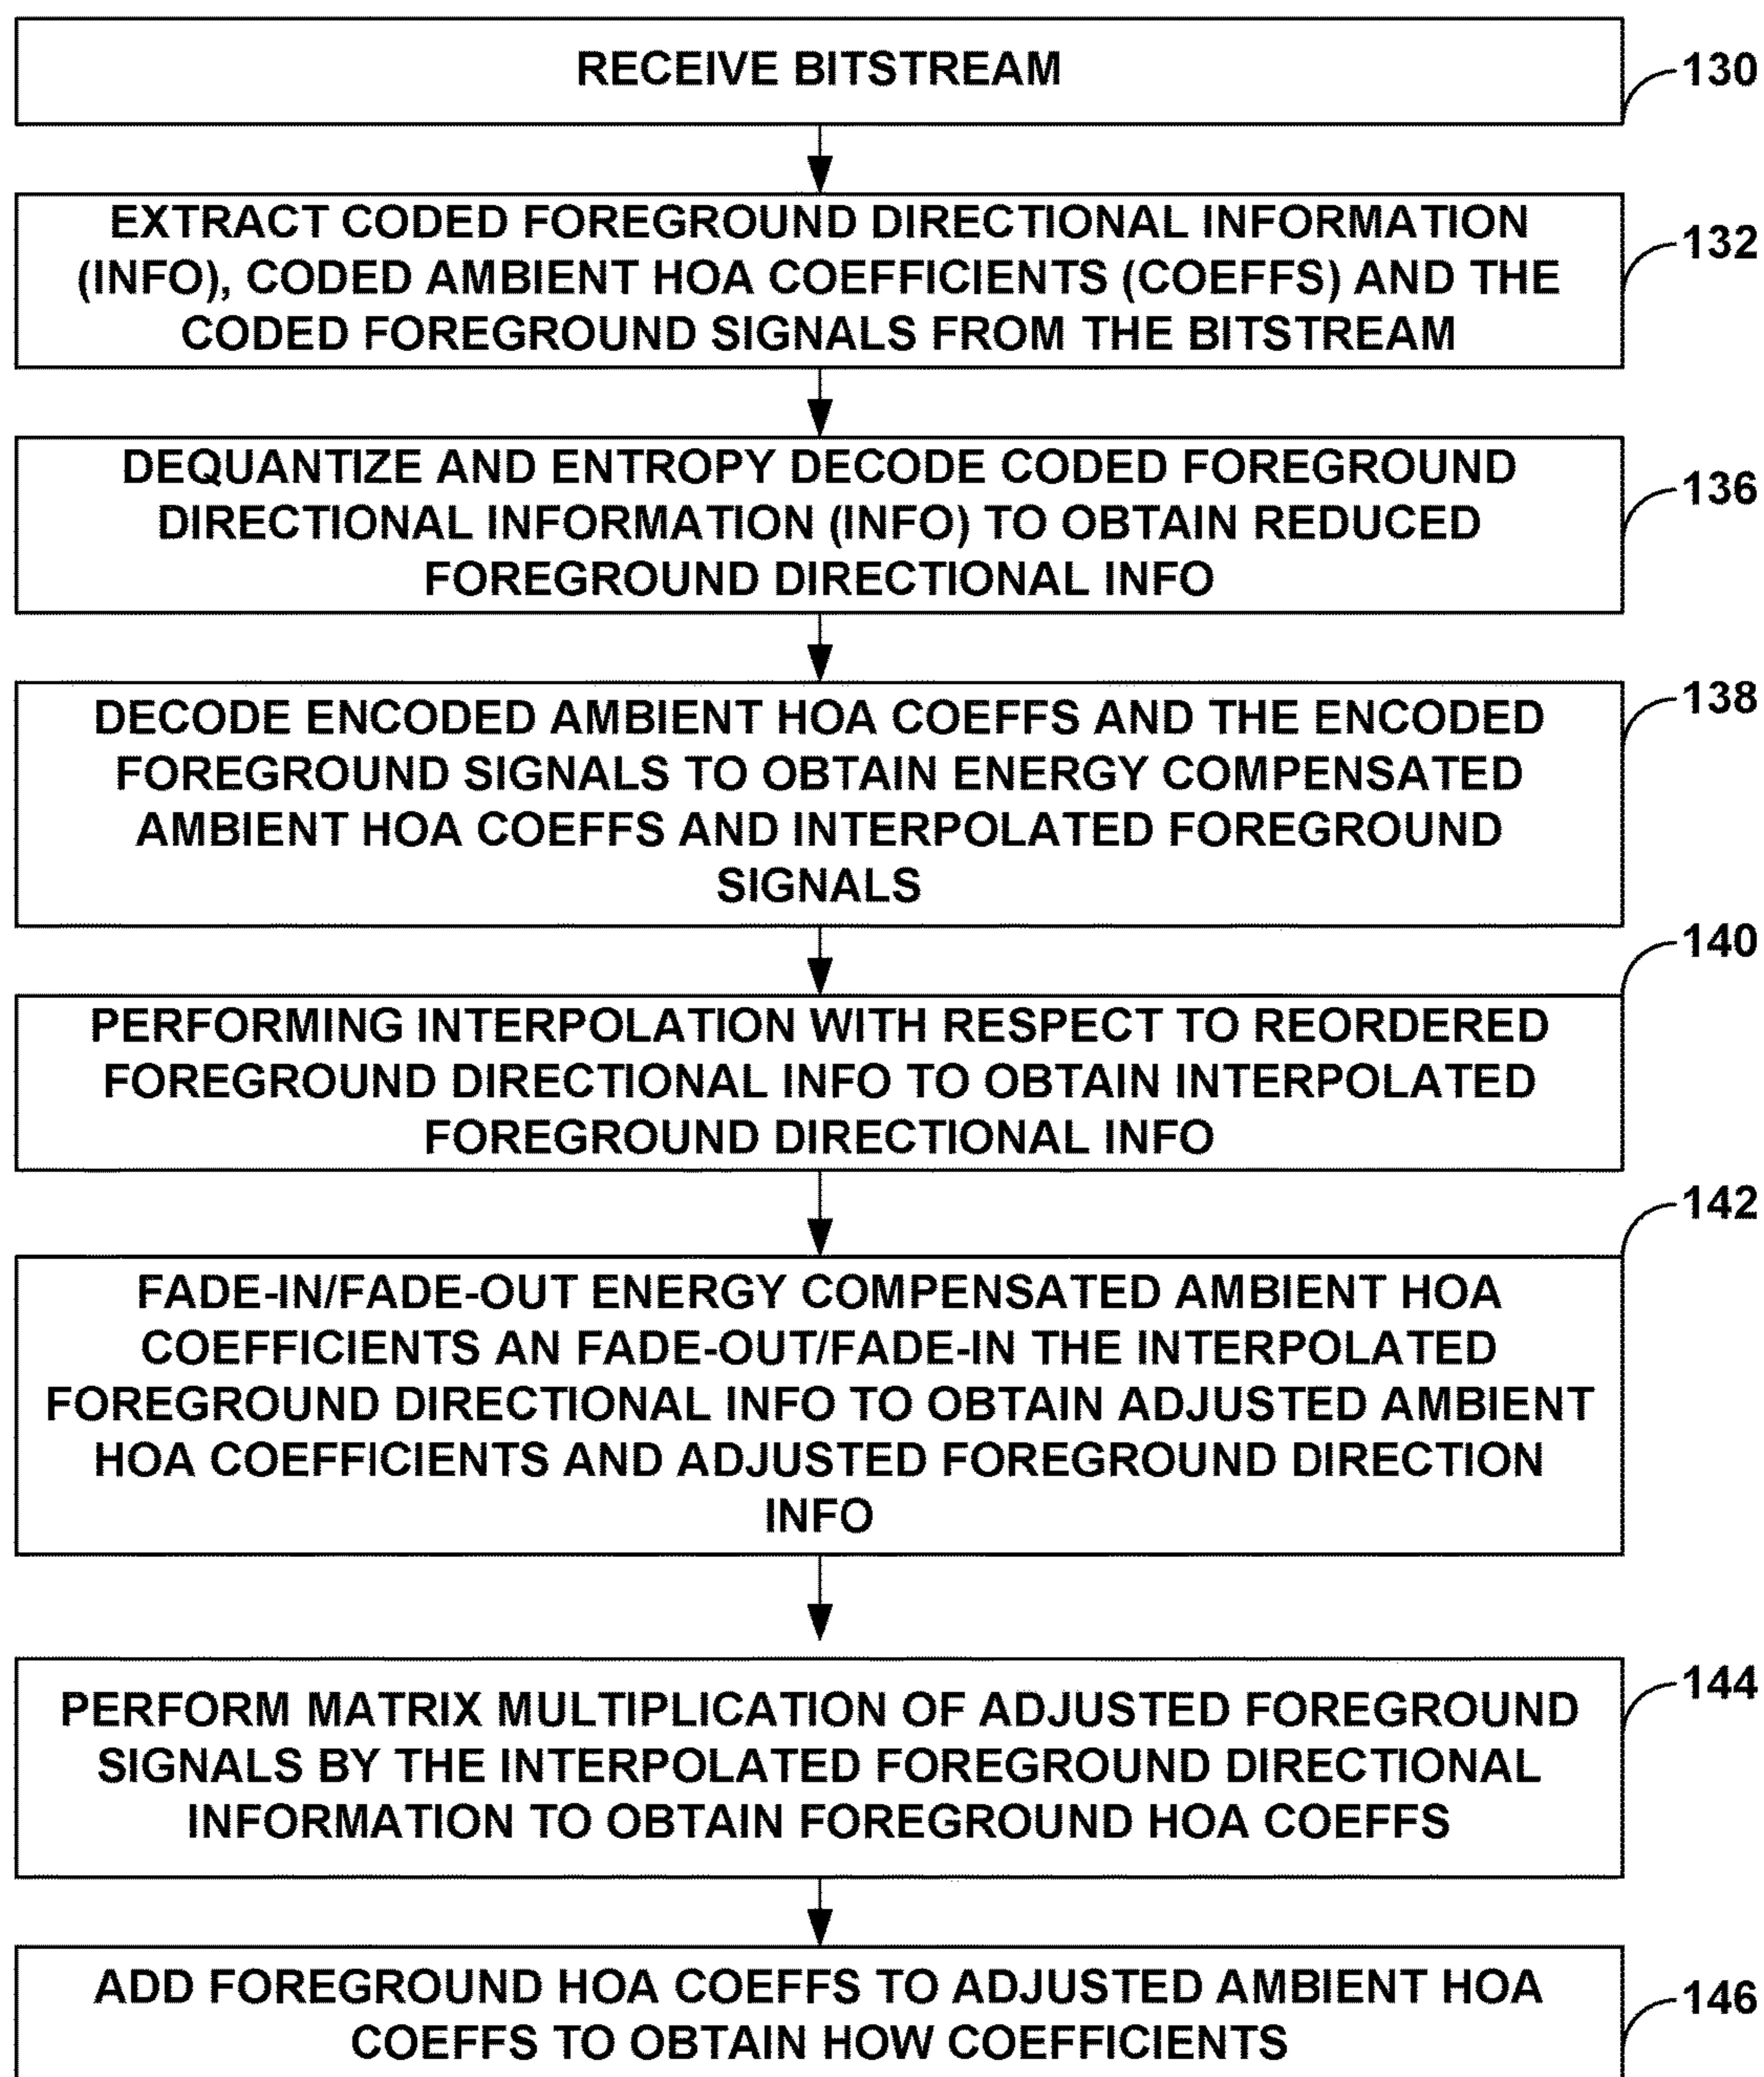 RECEIVE BITSTREAM
130
EXTRACT CODED FOREGROUND DIRECTIONAL INFORMATION
(INFO), CODED AMBIENT HOA COEFFICIENTS (COEFFS) AND THE
CODED FOREGROUND SIGNALS FROM THE BITSTREAM
132
DEQUANTIZE AND ENTROPY DECODE CODED FOREGROUND
DIRECTIONAL INFORMATION (INFO) TO OBTAIN REDUCED
FOREGROUND DIRECTIONAL INFO
136
DECODE ENCODED AMBIENT HOA COEFFS AND THE ENCODED
FOREGROUND SIGNALS TO OBTAIN ENERGY COMPENSATED
AMBIENT HOA COEFFS AND INTERPOLATED FOREGROUND
SIGNALS
138
PERFORMING INTERPOLATION WITH RESPECT TO REORDERED
FOREGROUND DIRECTIONAL INFO TO OBTAIN INTERPOLATED
FOREGROUND DIRECTIONAL INFO
140
FADE-IN/FADE-OUT ENERGY COMPENSATED AMBIENT HOA
COEFFICIENTS AN FADE-OUT/FADE-IN THE INTERPOLATED
FOREGROUND DIRECTIONAL INFO TO OBTAIN ADJUSTED AMBIENT
HOA COEFFICIENTS AND ADJUSTED FOREGROUND DIRECTION
INFO
142
PERFORM MATRIX MULTIPLICATION OF ADJUSTED FOREGROUND
SIGNALS BY THE INTERPOLATED FOREGROUND DIRECTIONAL
INFORMATION TO OBTAIN FOREGROUND HOA COEFFS
144
ADD FOREGROUND HOA COEFFS TO ADJUSTED AMBIENT HOA
COEFFS TO OBTAIN HOW COEFFICIENTS
146